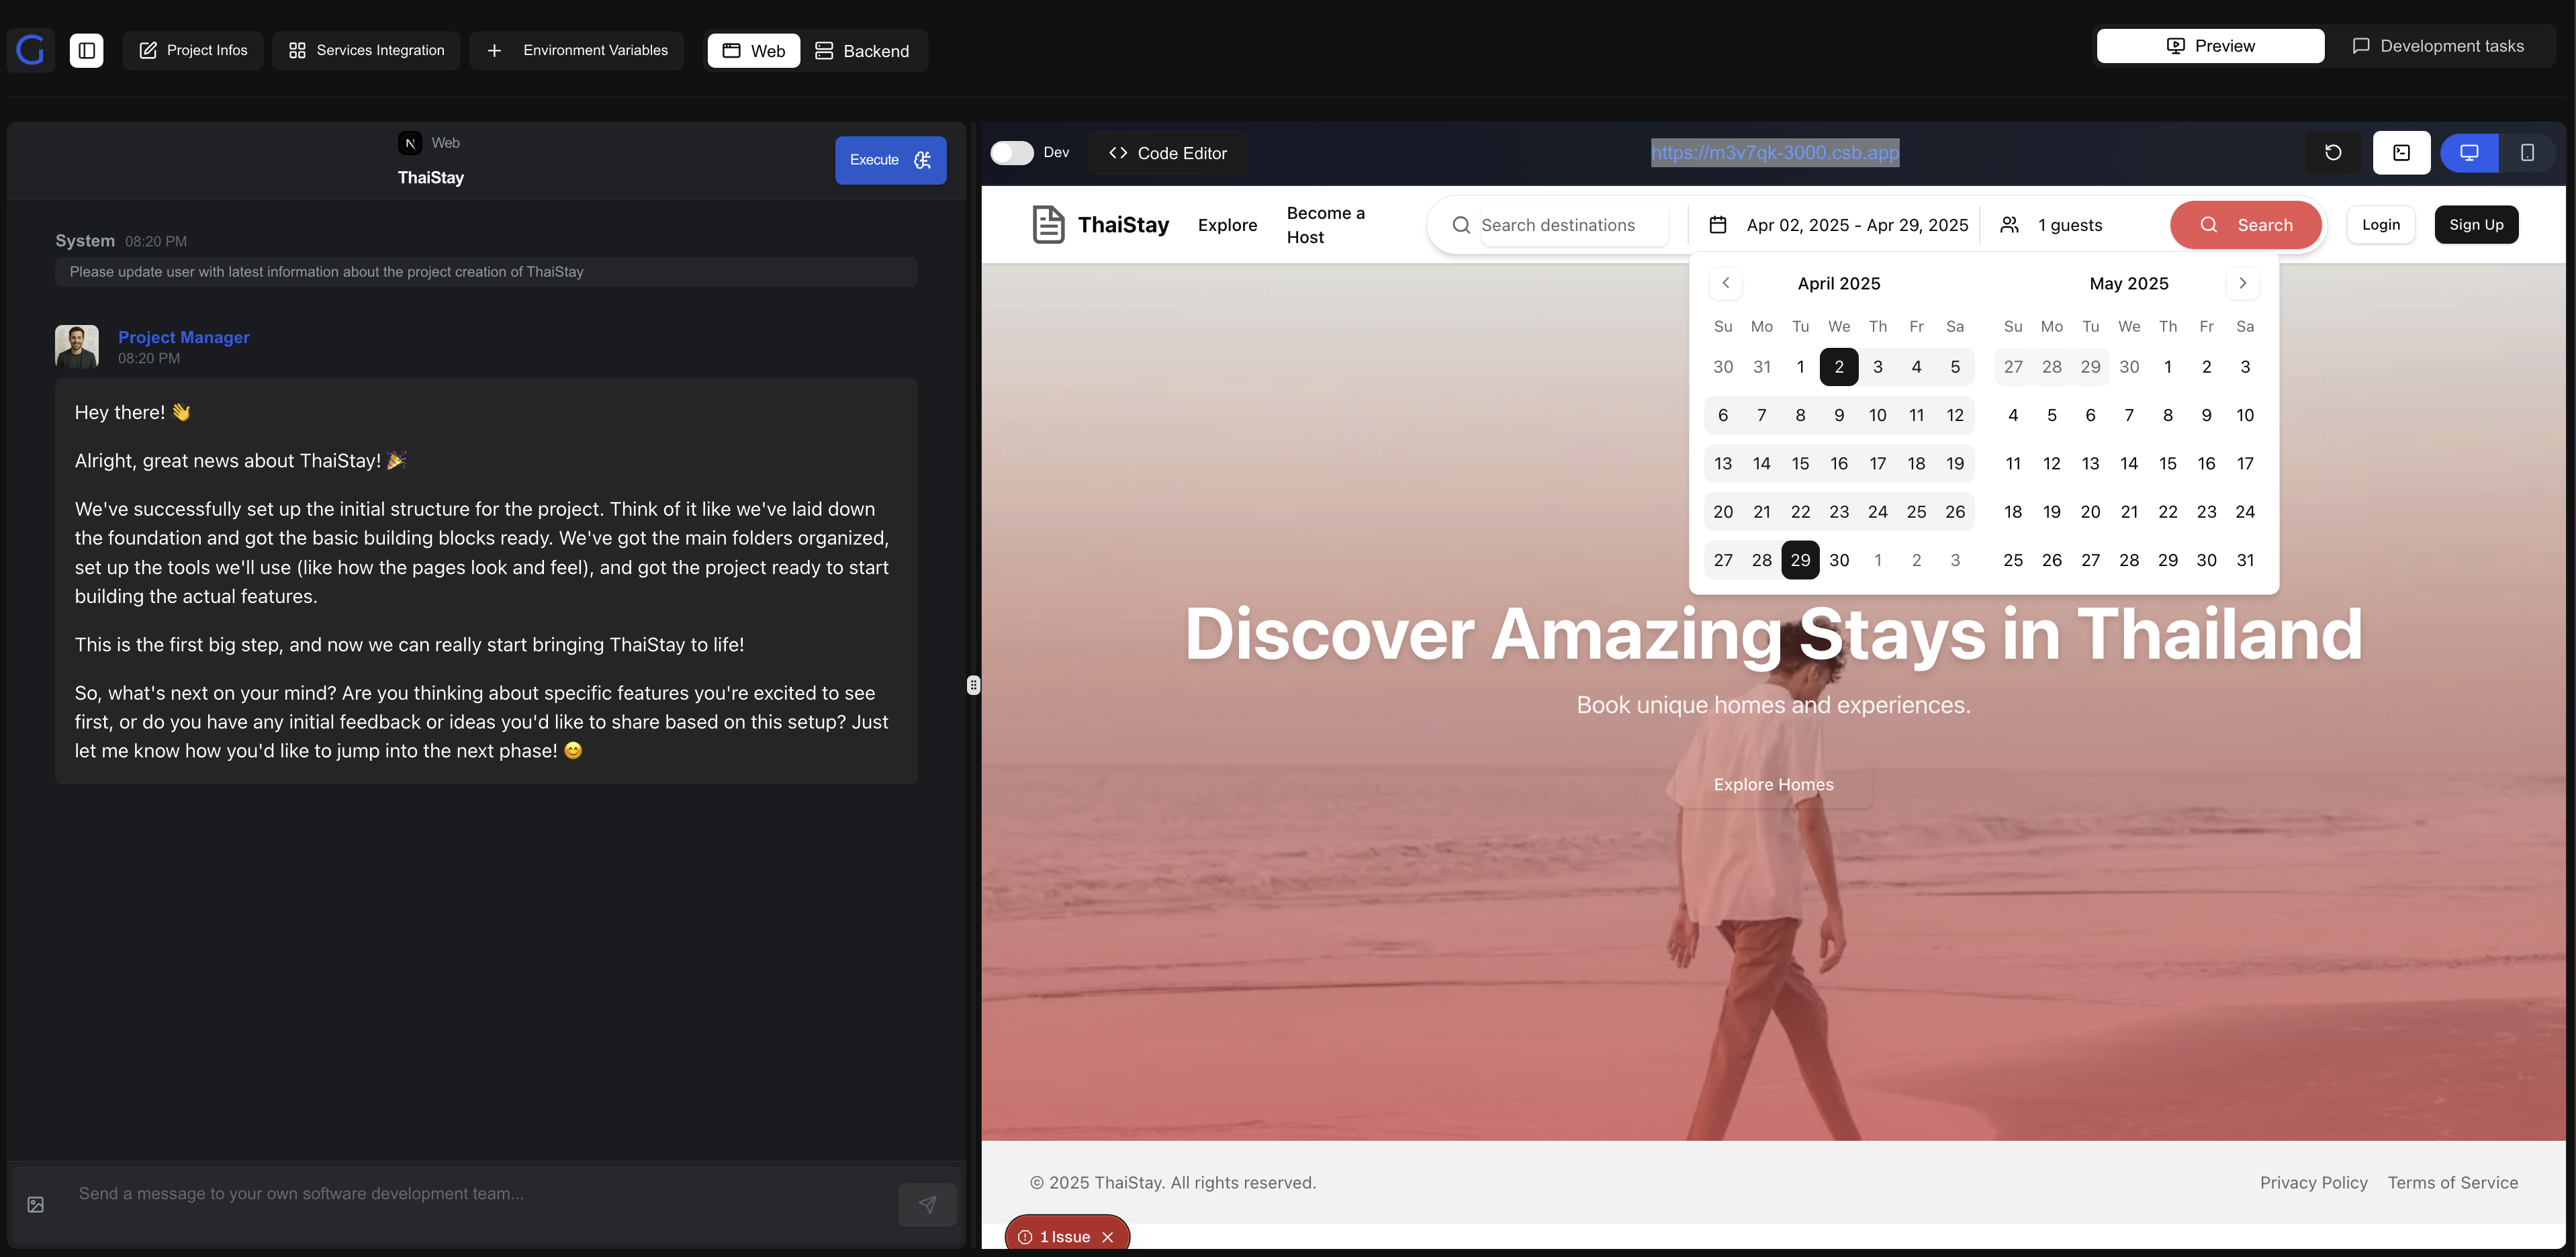 Project Infos
Services Integration
Environment Variables
Web
Backend
Preview
Development tasks
N
Web
ThaiStay
Execute
System 08:20 PM
Please update user with latest information about the project creation of ThaiStay
Project Manager
08:20 PM
Hey there! 👋
Alright, great news about ThaiStay! 🎉
We've successfully set up the initial structure for the project. Think of it like we've laid down
the foundation and got the basic building blocks ready. We've got the main folders organized,
set up the tools we'll use (like how the pages look and feel), and got the project ready to start
building the actual features.
This is the first big step, and now we can really start bringing ThaiStay to life!
So, what's next on your mind? Are you thinking about specific features you're excited to see
first, or do you have any initial feedback or ideas you'd like to share based on this setup? Just
let me know how you'd like to jump into the next phase! 😊
Send a message to your own software development team...
Dev
Code Editor
https://m3v7qk-3000.csb.app
ThaiStay
Explore
Become a
Host
Search destinations
Apr 02, 2025 - Apr 29, 2025
1 guests
Search
Login
Sign Up
April 2025
Su Mo Tu We Th Fr Sa
30 31 1 2 3 4 5
6 7 8 9 10 11 12
13 14 15 16 17 18 19
20 21 22 23 24 25 26
27 28 29 30 1 2 3
May 2025
Su Mo Tu We Th Fr Sa
27 28 29 30 1 2 3
4 5 6 7 8 9 10
11 12 13 14 15 16 17
18 19 20 21 22 23 24
25 26 27 28 29 30 31
Discover Amazing Stays in Thailand
Book unique homes and experiences.
Explore Homes
© 2025 ThaiStay. All rights reserved.
Privacy Policy
Terms of Service
1 Issue